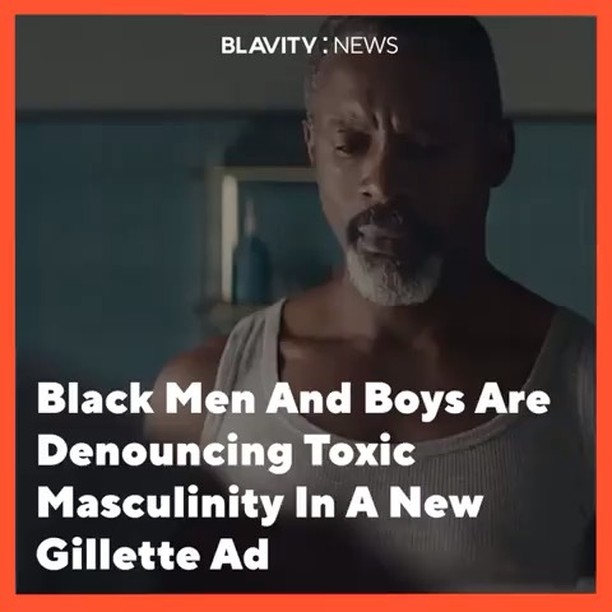 BLAVITY:NEWS
Black Men And Boys Are
Denouncing Toxic
Masculinity In A New
Gillette Ad